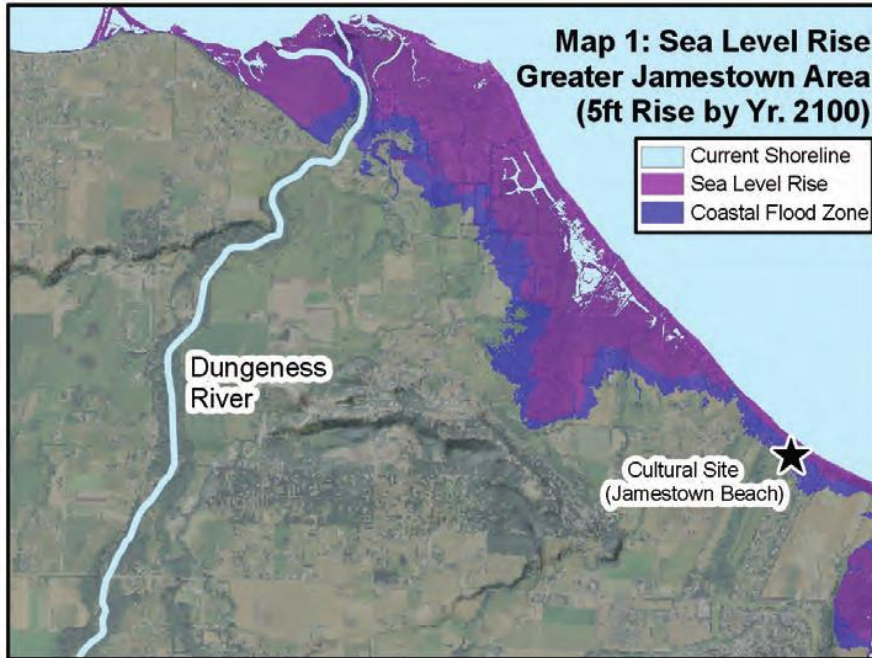 Map 1: Sea Level Rise
Greater Jamestown Area
(5ft Rise by Yr. 2100)
Current Shoreline
Sea Level Rise
Coastal Flood Zone
Dungeness
River
Cultural Site
(Jamestown Beach)